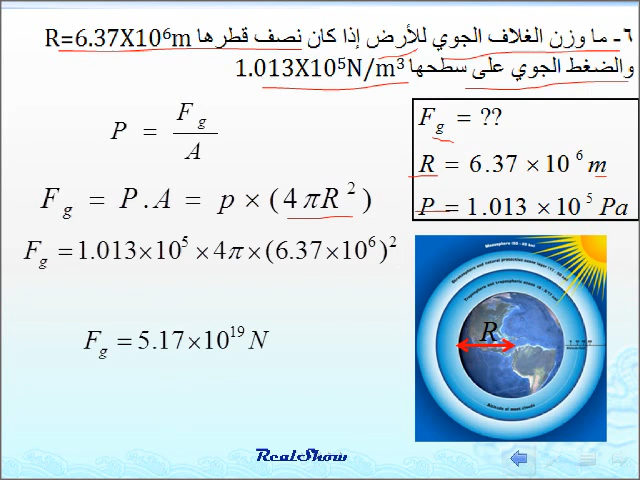 ٦- ما وزن الغلاف الجوي للأرض إذا كان نصف قطرها R=6.37X10⁶m
والضغط الجوي على سطحها 1.013X10⁵N/m³
P = F_g / A
F_g = P.A = p × (4πR²)
F_g = 1.013×10⁵ × 4π × (6.37×10⁶)²
F_g = 5.17×10¹⁹ N
F_g = ??
R = 6.37 × 10⁶ m
P = 1.013 × 10⁵ Pa
R
RealShow